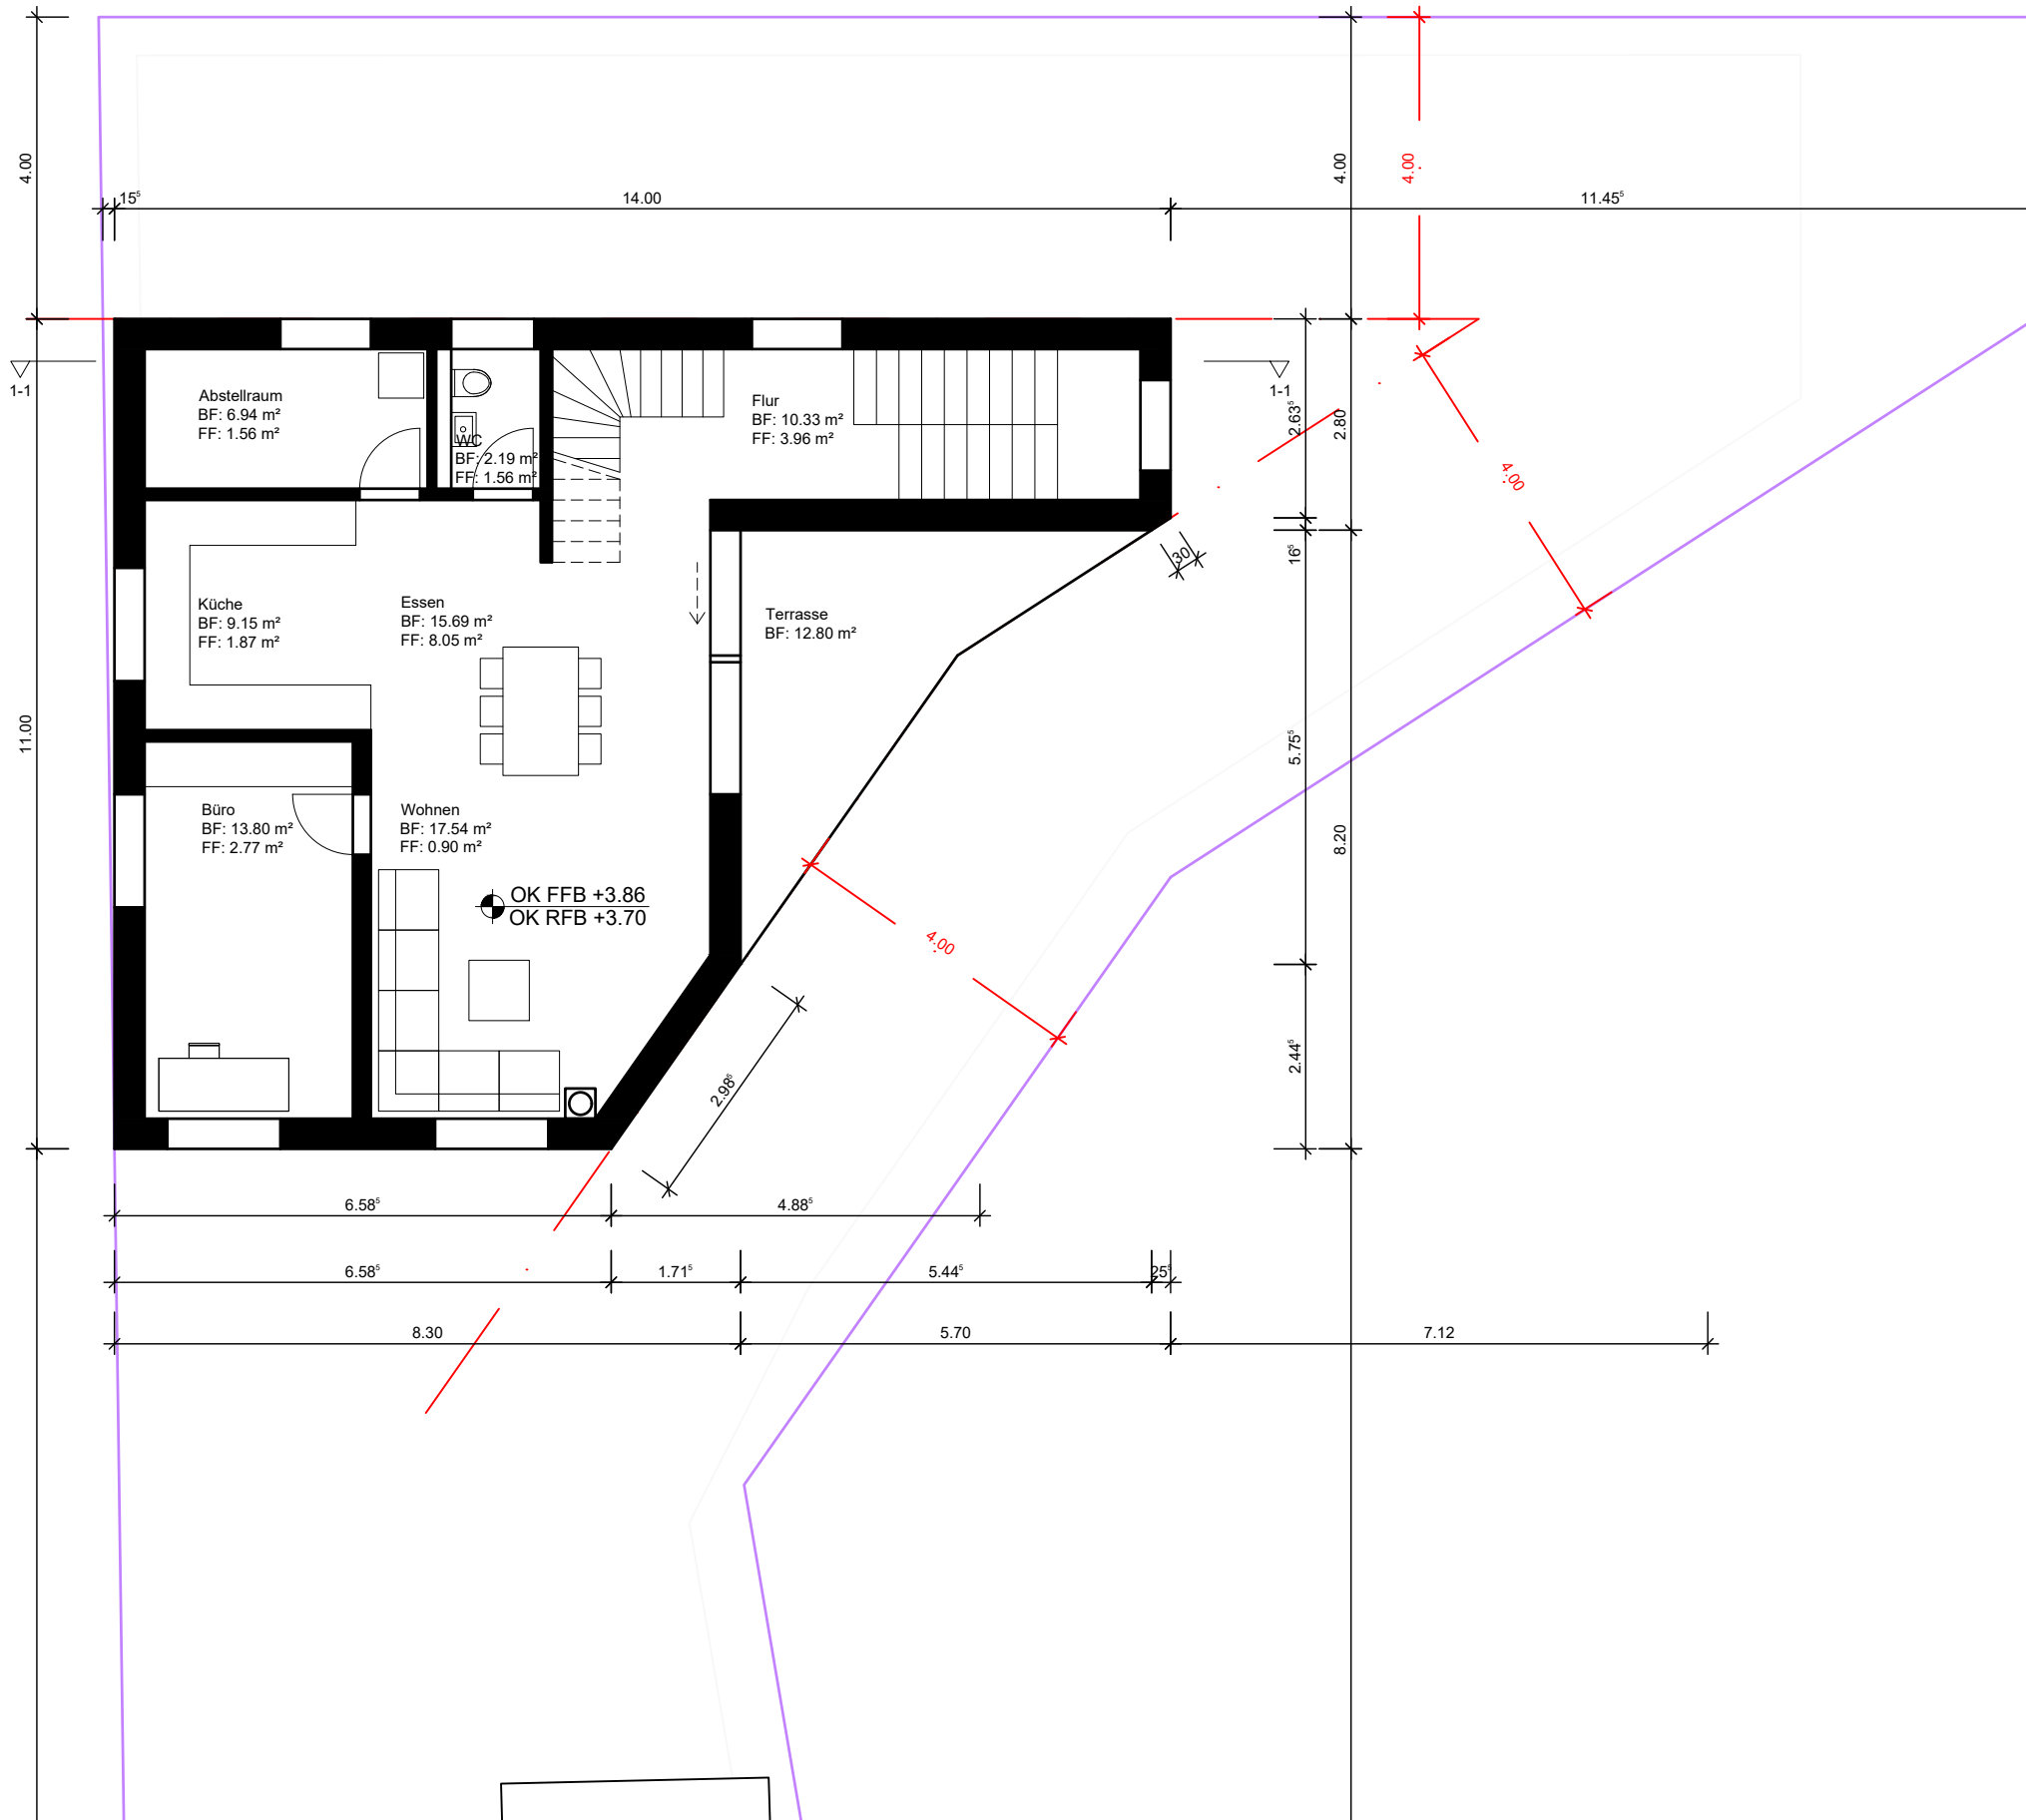 4.00
4.00
4.00
15⁵
14.00
11.45⁵
1-1
1-1
Abstellraum
BF: 6.94 m²
FF: 1.56 m²
WC
BF: 2.19 m²
FF: 1.56 m²
Flur
BF: 10.33 m²
FF: 3.96 m²
2.63⁵
2.80
4.00
30
16⁵
Küche
BF: 9.15 m²
FF: 1.87 m²
Essen
BF: 15.69 m²
FF: 8.05 m²
Terrasse
BF: 12.80 m²
11.00
5.75⁵
8.20
Büro
BF: 13.80 m²
FF: 2.77 m²
Wohnen
BF: 17.54 m²
FF: 0.90 m²
OK FFB +3.86
OK RFB +3.70
4.00
2.44⁵
2.98⁵
6.58⁵
4.88⁵
6.58⁵
1.71⁵
5.44⁵
25⁵
8.30
5.70
7.12